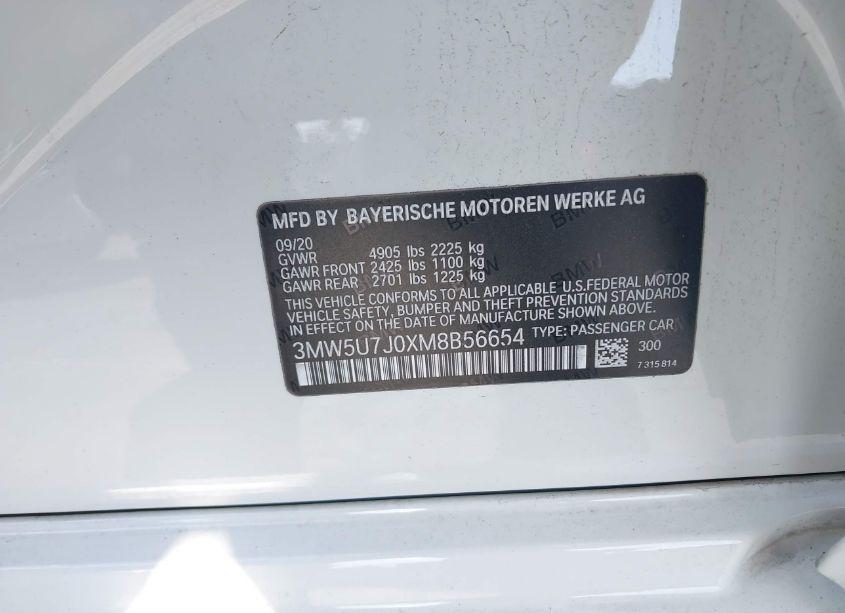 MFD BY BAYERISCHE MOTOREN WERKE AG
09/20
GVWR 4905 lbs 2225 kg
GAWR FRONT 2425 lbs 1100 kg
GAWR REAR 2701 lbs 1225 kg
THIS VEHICLE CONFORMS TO ALL APPLICABLE U.S.FEDERAL MOTOR
VEHICLE SAFETY, BUMPER AND THEFT PREVENTION STANDARDS
IN EFFECT ON THE DATE OF MANUFACTURE SHOWN ABOVE.
3MW5U7J0XM8B56654 TYPE: PASSENGER CAR
300
7 315 814